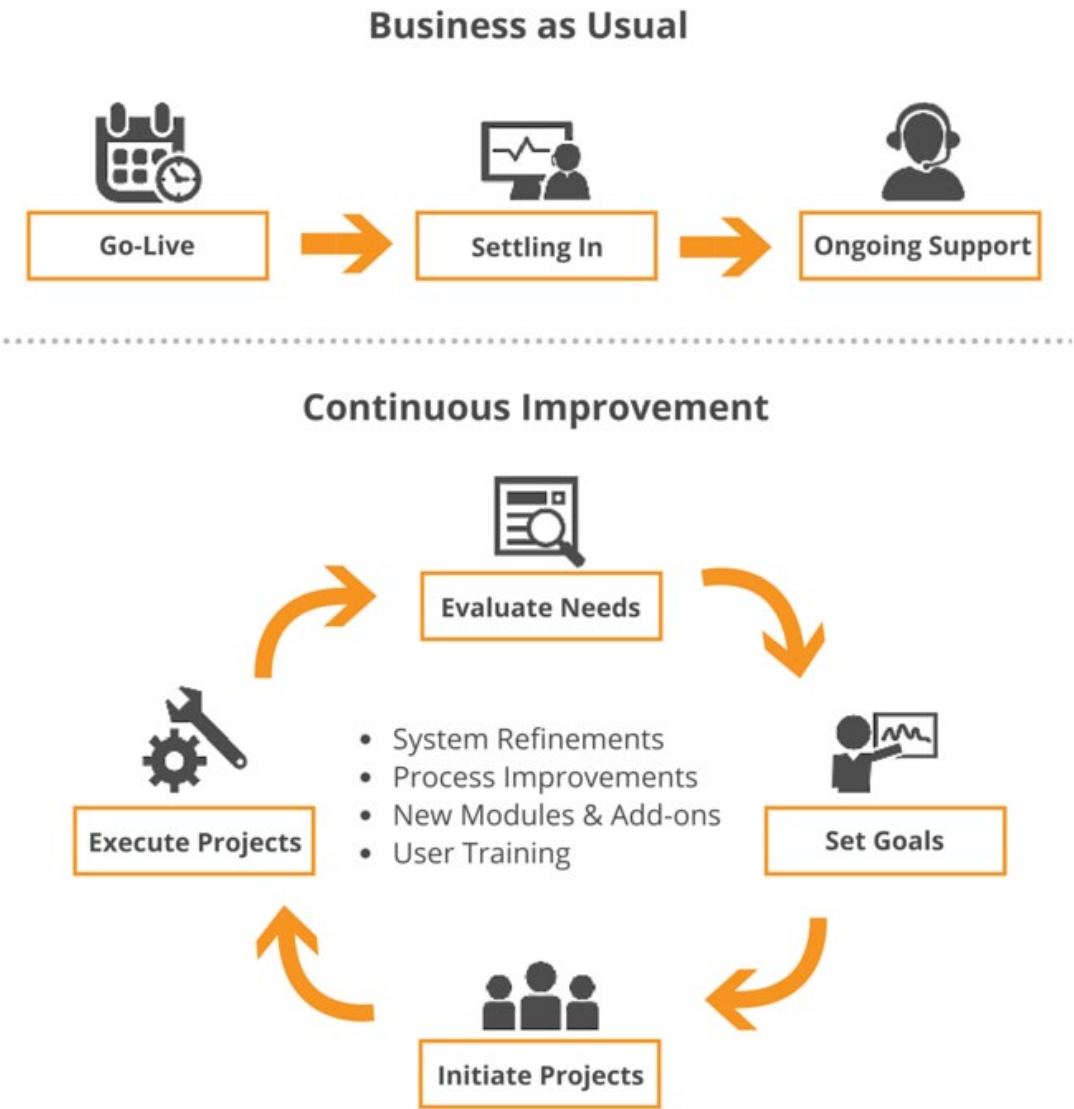 Business as Usual
Go-Live
Settling In
Ongoing Support
Continuous Improvement
Evaluate Needs
• System Refinements
• Process Improvements
• New Modules & Add-ons
• User Training
Execute Projects
Set Goals
Initiate Projects